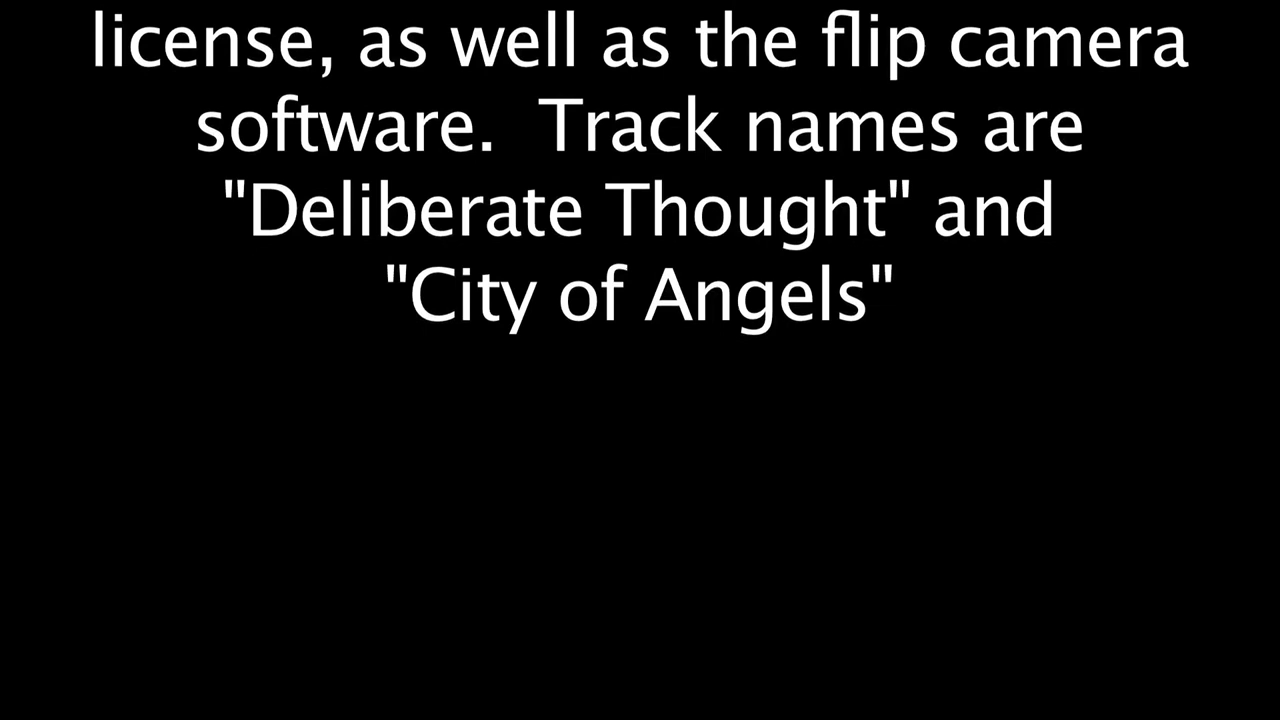 license, as well as the flip camera
software.  Track names are
"Deliberate Thought" and
"City of Angels"